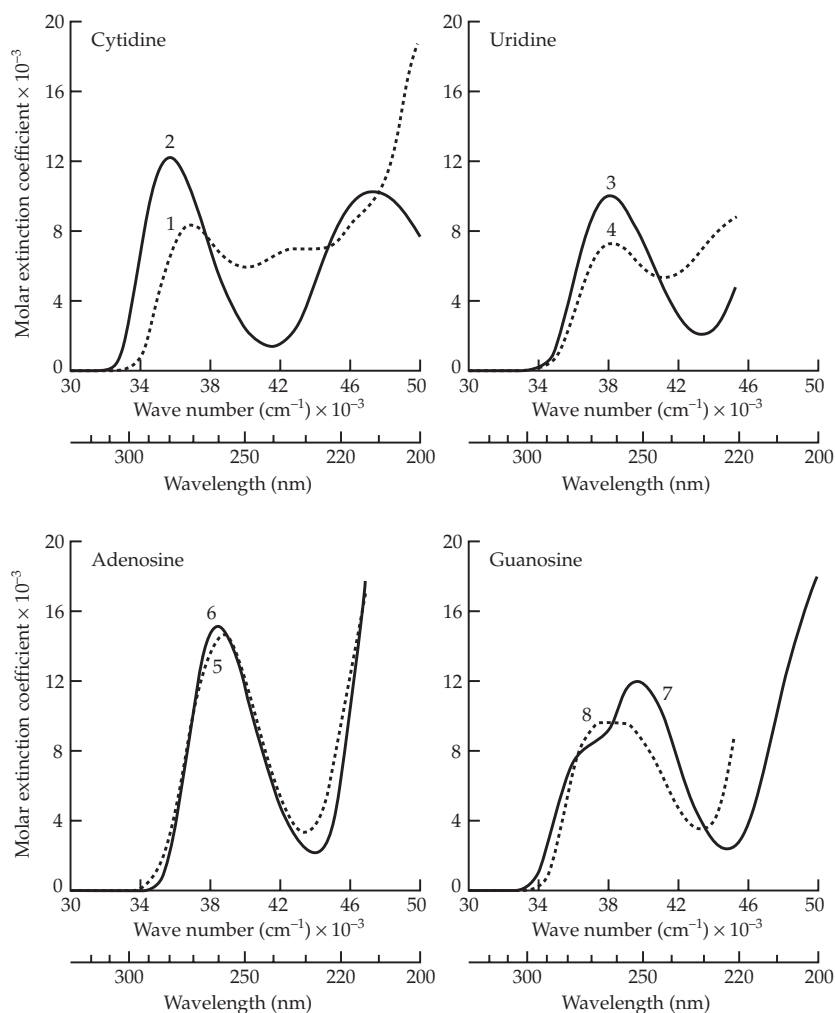 Cytidine
Molar extinction coefficient × 10⁻³
20
16
12
8
4
0
2
1
30 34 38 42 46 50
Wave number (cm⁻¹) × 10⁻³
300 250 220 200
Wavelength (nm)
Uridine
20
16
12
8
4
0
3
4
30 34 38 42 46 50
Wave number (cm⁻¹) × 10⁻³
300 250 220 200
Wavelength (nm)
Adenosine
Molar extinction coefficient × 10⁻³
20
16
12
8
4
0
6
5
30 34 38 42 46 50
Wave number (cm⁻¹) × 10⁻³
300 250 220 200
Wavelength (nm)
Guanosine
20
16
12
8
4
0
8
7
30 34 38 42 46 50
Wave number (cm⁻¹) × 10⁻³
300 250 220 200
Wavelength (nm)